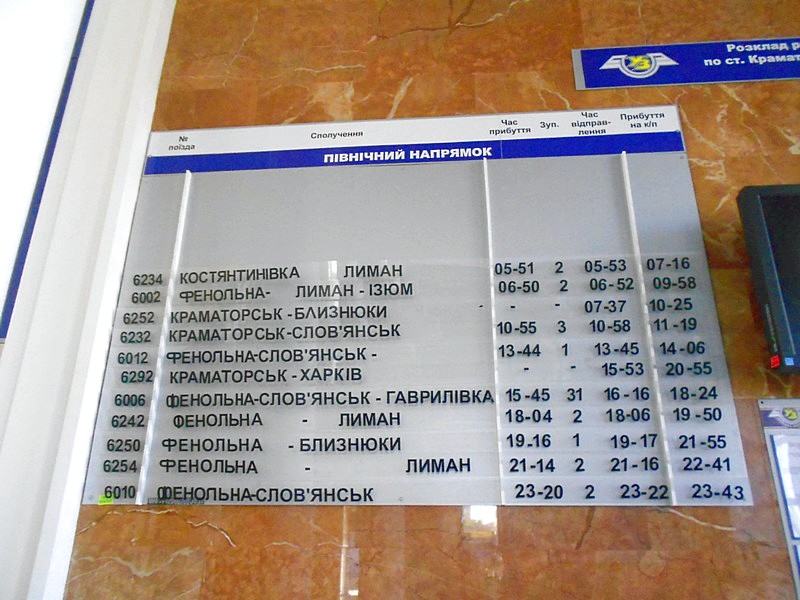 Розклад
по ст. Крамат
УЗ
№ поїзда Сполучення Час прибуття Зуп. Час відправ-лення Прибуття на к/п
ПІВНІЧНИЙ НАПРЯМОК
6234 КОСТЯНТИНІВКА ЛИМАН 05-51 2 05-53 07-16
6002 ФЕНОЛЬНА- ЛИМАН - ІЗЮМ 06-50 2 06-52 09-58
6252 КРАМАТОРСЬК - БЛИЗНЮКИ - - 07-37 10-25
6232 КРАМАТОРСЬК-СЛОВ'ЯНСЬК 10-55 3 10-58 11-19
6012 ФЕНОЛЬНА-СЛОВ'ЯНСЬК - 13-44 1 13-45 14-06
6292 КРАМАТОРСЬК - ХАРКІВ - - 15-53 20-55
6006 ФЕНОЛЬНА-СЛОВ'ЯНСЬК - ГАВРИЛІВКА 15-45 31 16-16 18-24
6242 ФЕНОЛЬНА - ЛИМАН 18-04 2 18-06 19-50
6250 ФЕНОЛЬНА - БЛИЗНЮКИ 19-16 1 19-17 21-55
6254 ФЕНОЛЬНА - ЛИМАН 21-14 2 21-16 22-41
6010 ФЕНОЛЬНА-СЛОВ'ЯНСЬК 23-20 2 23-22 23-43